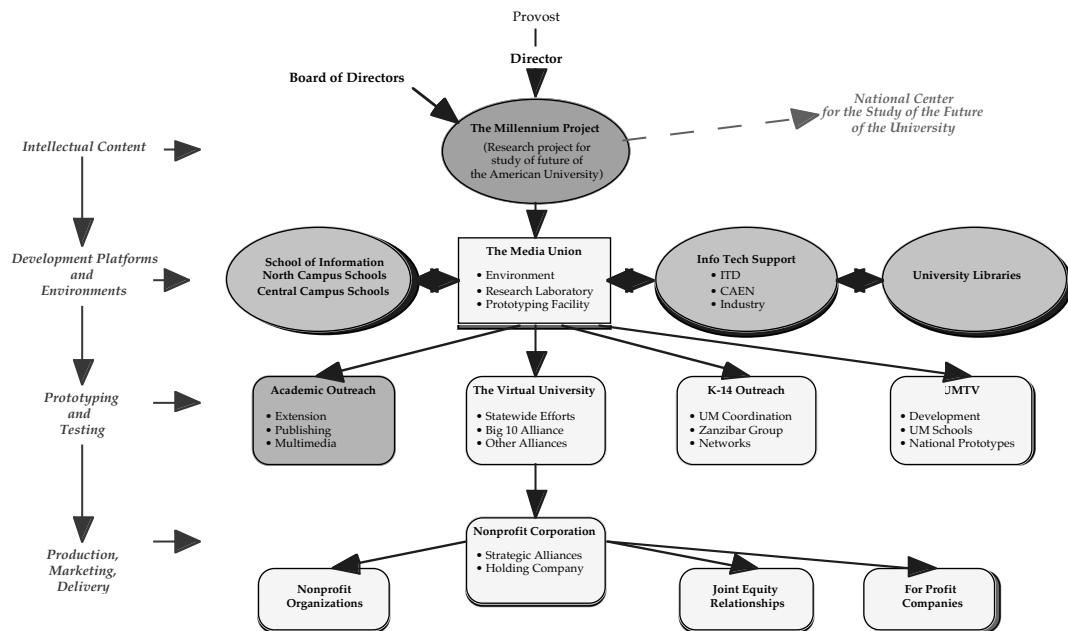 Provost
Director
Board of Directors
National Center
for the Study of the Future
of the University
The Millennium Project
(Research project for
study of future of
the American University)
Intellectual Content
Development Platforms
and
Environments
School of Information
North Campus Schools
Central Campus Schools
The Media Union
• Environment
• Research Laboratory
• Prototyping Facility
Info Tech Support
• ITD
• CAEN
• Industry
University Libraries
Prototyping
and
Testing
Academic Outreach
• Extension
• Publishing
• Multimedia
The Virtual University
• Statewide Efforts
• Big 10 Alliance
• Other Alliances
K-14 Outreach
• UM Coordination
• Zanzibar Group
• Networks
UMTV
• Development
• UM Schools
• National Prototypes
Production,
Marketing,
Delivery
Nonprofit Corporation
• Strategic Alliances
• Holding Company
Nonprofit
Organizations
Joint Equity
Relationships
For Profit
Companies